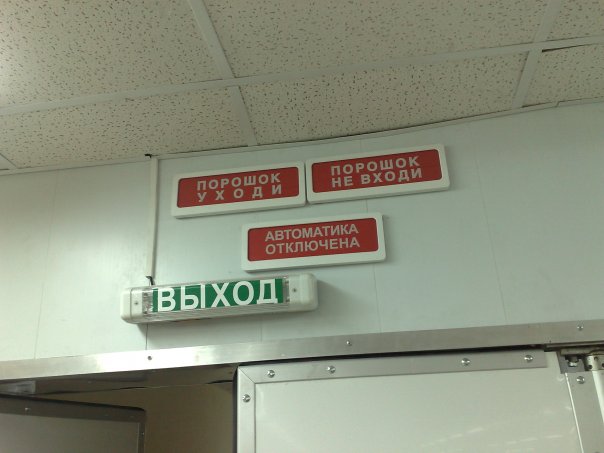 ПОРОШОК
УХОДИ
ПОРОШОК
НЕ ВХОДИ
АВТОМАТИКА
ОТКЛЮЧЕНА
ВЫХОД